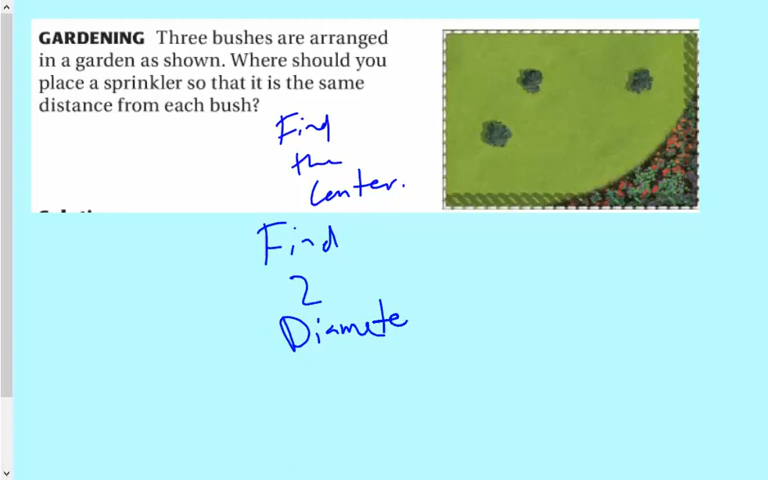 GARDENING Three bushes are arranged
in a garden as shown. Where should you
place a sprinkler so that it is the same
distance from each bush?
Find
the
Center.
Find
2
Diamete